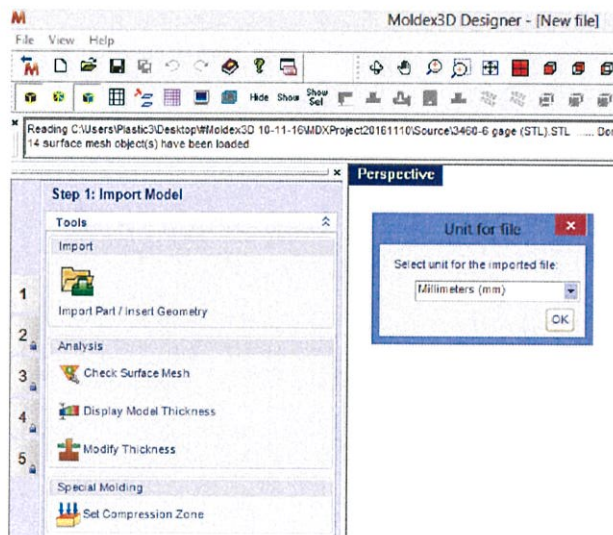 Moldex3D Designer - [New file]
File View Help
Hide Show Show Sel
Reading C:\Users\Plastic3\Desktop\#Moldex3D 10-11-16\MDXProject20161110\Source\3460-6 gage (STL).STL ...... Don
14 surface mesh object(s) have been loaded
Step 1: Import Model
Tools
Import
Import Part / Insert Geometry
Analysis
Check Surface Mesh
Display Model Thickness
Modify Thickness
Special Molding
Set Compression Zone
1
2
3
4
5
Perspective
Unit for file
Select unit for the imported file:
Millimeters (mm)
OK